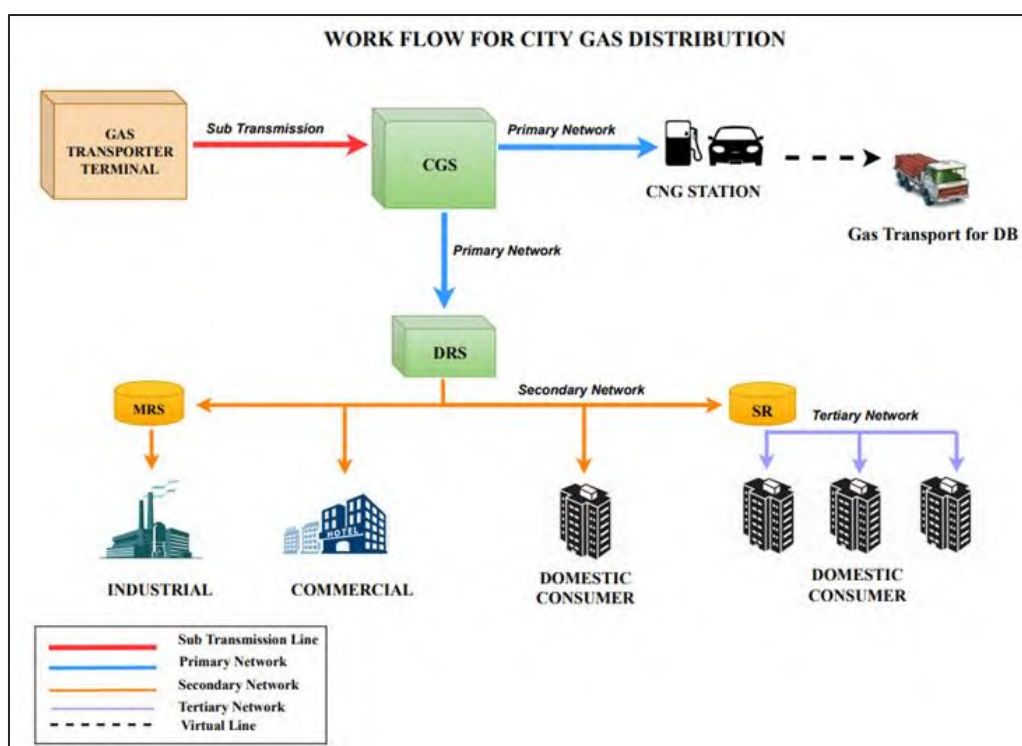 WORK FLOW FOR CITY GAS DISTRIBUTION
GAS
TRANSPORTER
TERMINAL
Sub Transmission
CGS
Primary Network
CNG STATION
Gas Transport for DB
Primary Network
DRS
Secondary Network
MRS
SR
Tertiary Network
HOTEL
INDUSTRIAL
COMMERCIAL
DOMESTIC
CONSUMER
DOMESTIC
CONSUMER
Sub Transmission Line
Primary Network
Secondary Network
Tertiary Network
Virtual Line